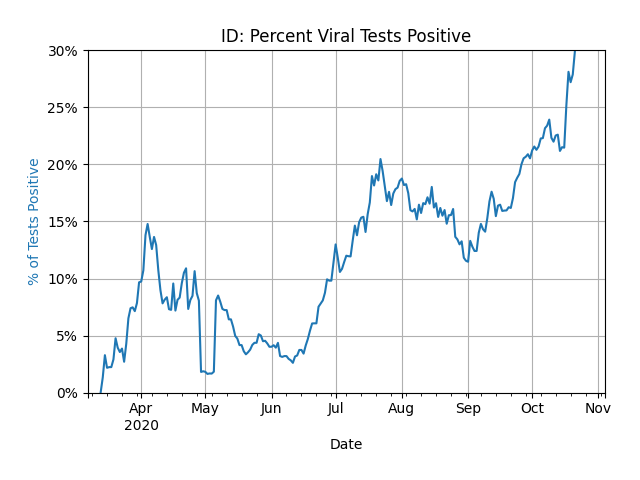 ID: Percent Viral Tests Positive
30%
25%
20%
15%
10%
5%
0%
% of Tests Positive
Apr May Jun Jul Aug Sep Oct Nov
2020
Date